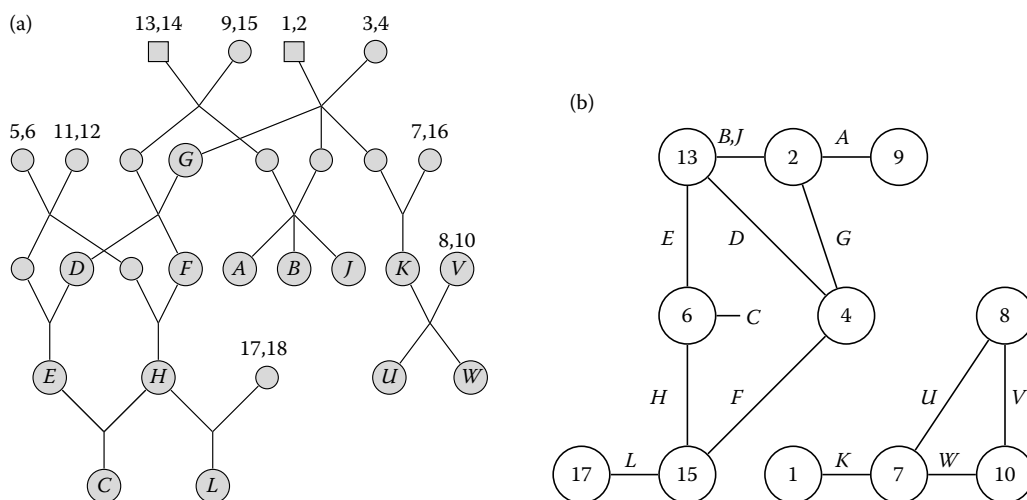 (a)
13,14 9,15 1,2 3,4
5,6 11,12 7,16
G
8,10
D F A B J K V
17,18
E H U W
C L
(b)
B,J A
13 2 9
E D G
6 C 4 8
H F U V
L K W
17 15 1 7 10